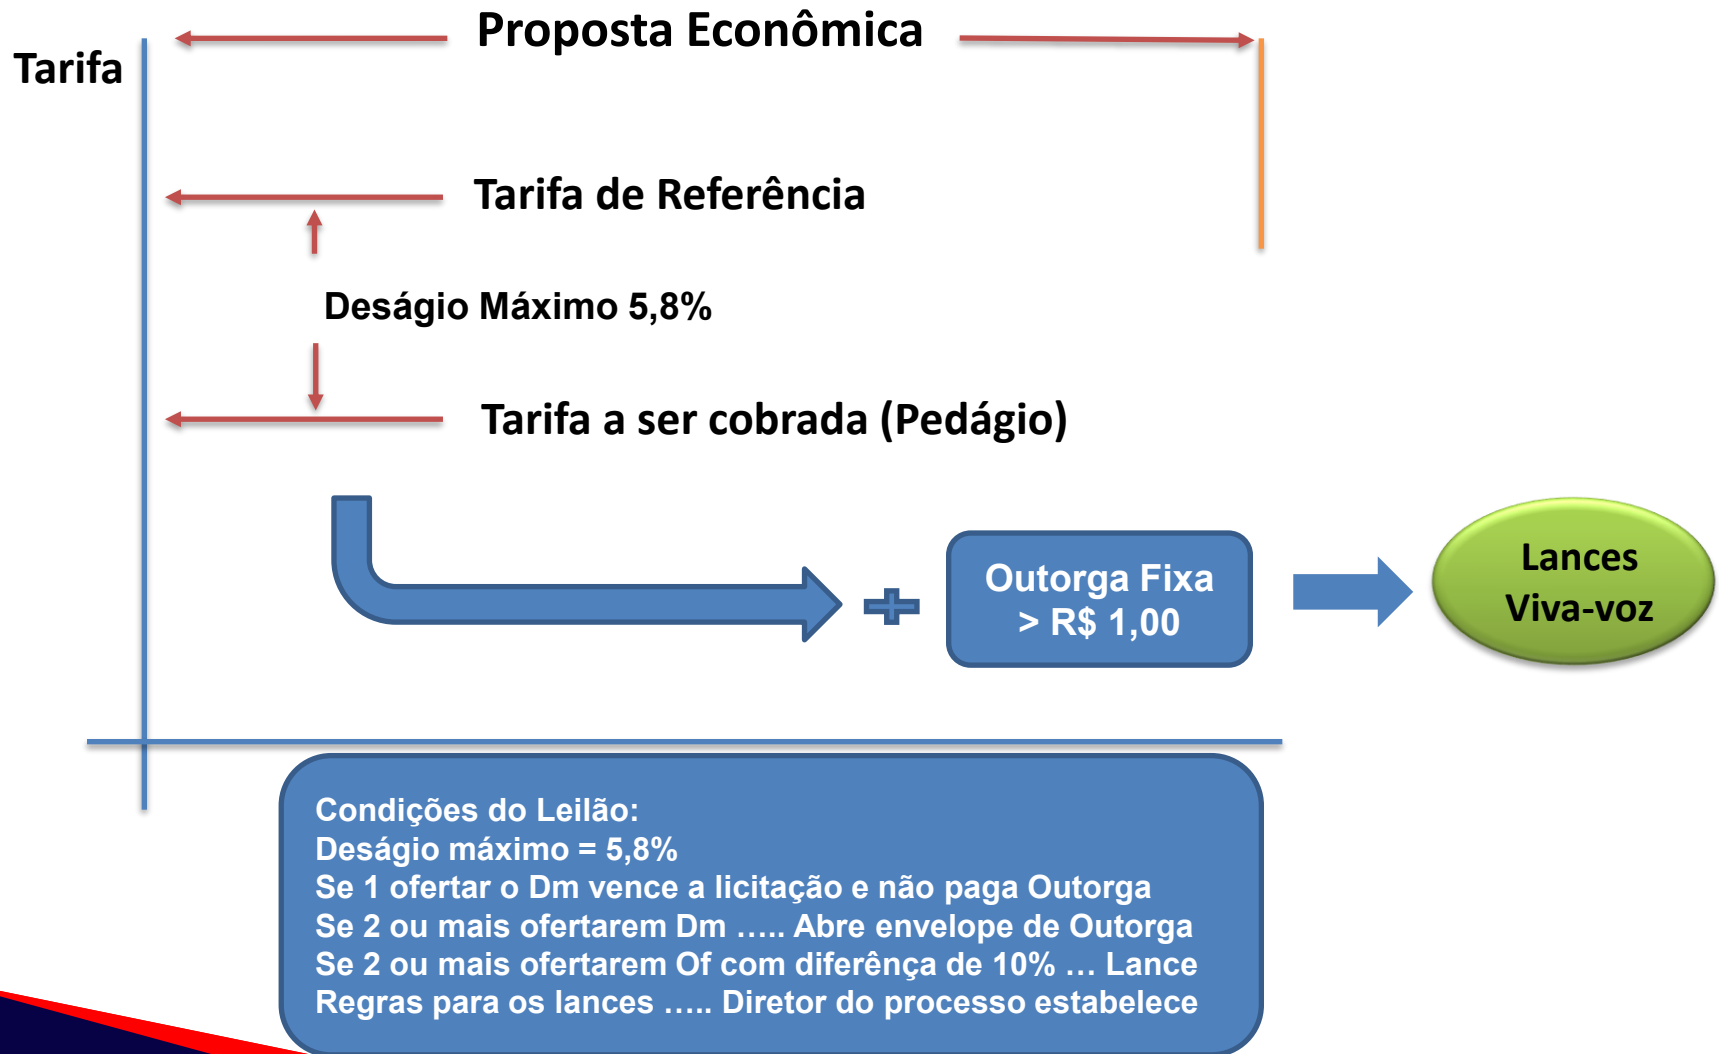 Proposta Econômica
Tarifa
Tarifa de Referência
Deságio Máximo 5,8%
Tarifa a ser cobrada (Pedágio)
Outorga Fixa
> R$ 1,00
Lances
Viva-voz
Condições do Leilão:
Deságio máximo = 5,8%
Se 1 ofertar o Dm vence a licitação e não paga Outorga
Se 2 ou mais ofertarem Dm ..... Abre envelope de Outorga
Se 2 ou mais ofertarem Of com diferênça de 10% ... Lance
Regras para os lances ..... Diretor do processo estabelece